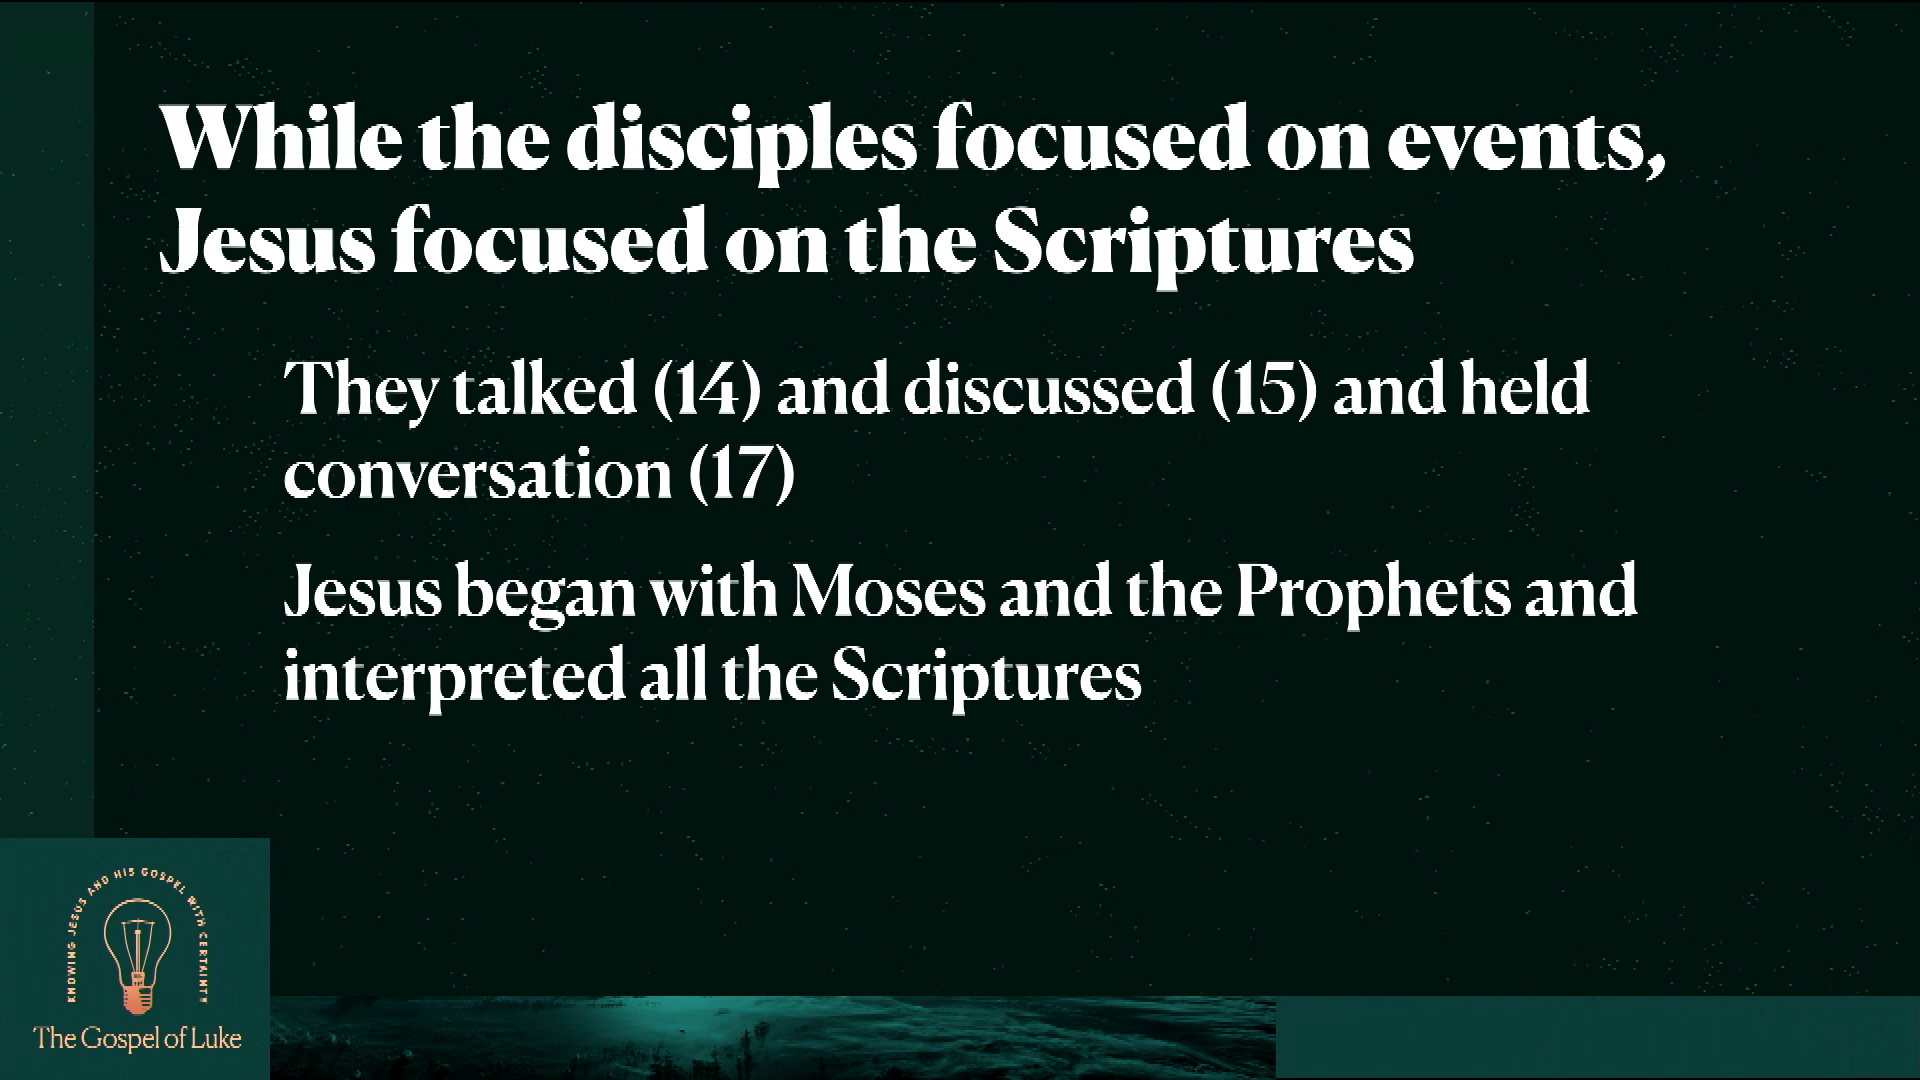 While the disciples focused on events,
Jesus focused on the Scriptures
They talked (14) and discussed (15) and held
conversation (17)
Jesus began with Moses and the Prophets and
interpreted all the Scriptures
KNOWING JESUS AND HIS GOSPEL WITH CERTAINTY
The Gospel of Luke